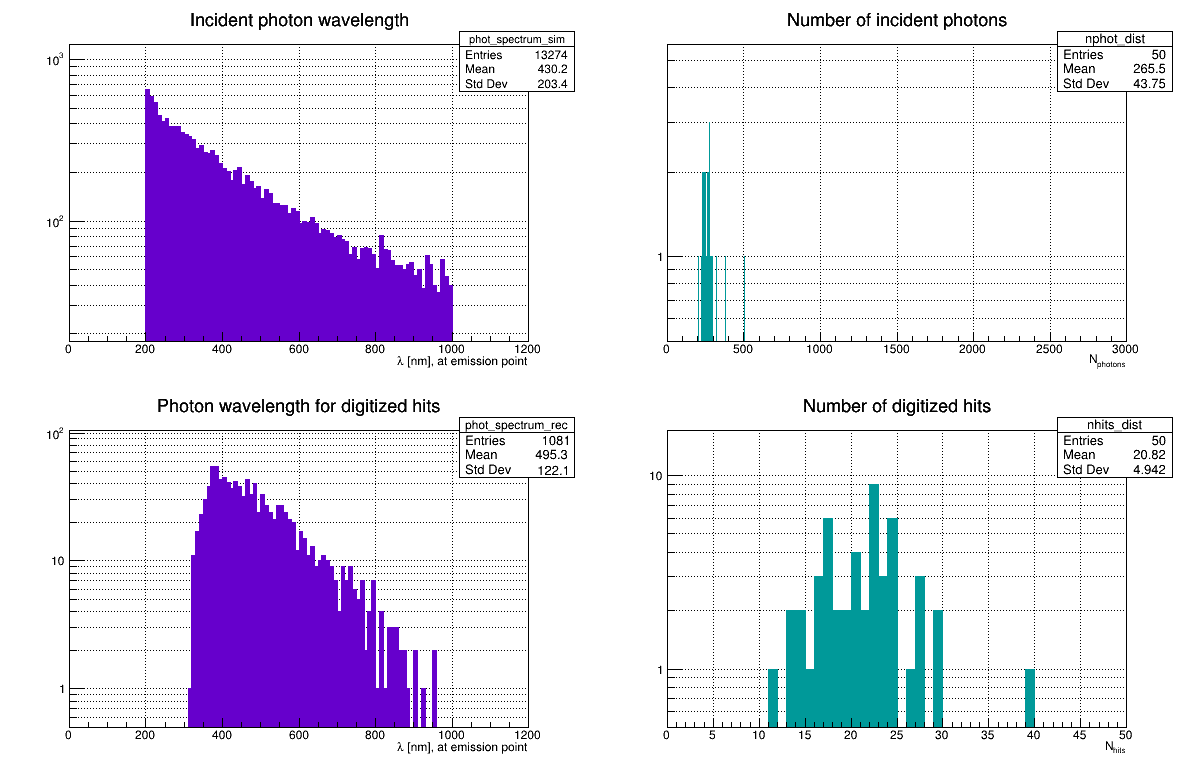 Incident photon wavelength
phot_spectrum_sim
Entries 13274
Mean 430.2
Std Dev 203.4
10³
10²
0 200 400 600 800 1000 1200
λ [nm], at emission point
Number of incident photons
nphot_dist
Entries 50
Mean 265.5
Std Dev 43.75
1
0 500 1000 1500 2000 2500 3000
Nphotons
Photon wavelength for digitized hits
phot_spectrum_rec
Entries 1081
Mean 495.3
Std Dev 122.1
10²
10
1
0 200 400 600 800 1000 1200
λ [nm], at emission point
Number of digitized hits
nhits_dist
Entries 50
Mean 20.82
Std Dev 4.942
10
1
0 5 10 15 20 25 30 35 40 45 50
Nhits